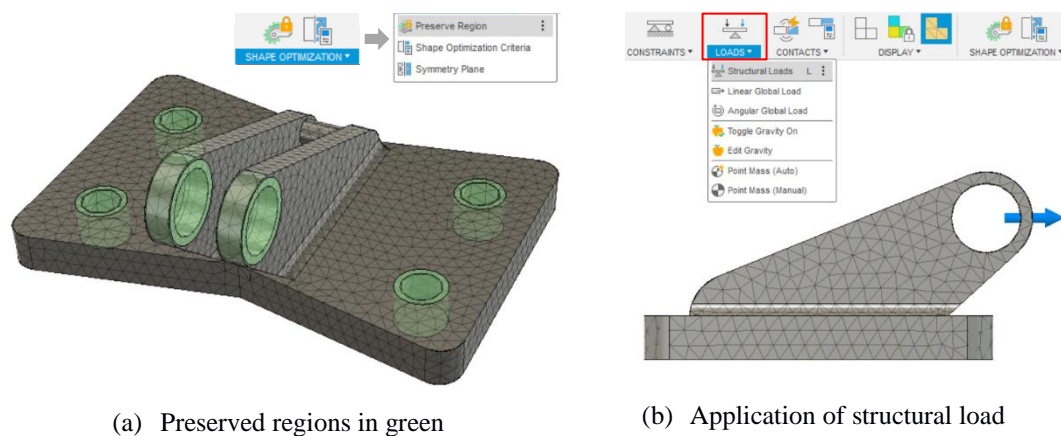 SHAPE OPTIMIZATION ▾
Preserve Region
Shape Optimization Criteria
Symmetry Plane
(a) Preserved regions in green
CONSTRAINTS ▾
LOADS ▾
CONTACTS ▾
DISPLAY ▾
SHAPE OPTIMIZATION ▾
Structural Loads L
Linear Global Load
Angular Global Load
Toggle Gravity On
Edit Gravity
Point Mass (Auto)
Point Mass (Manual)
(b) Application of structural load